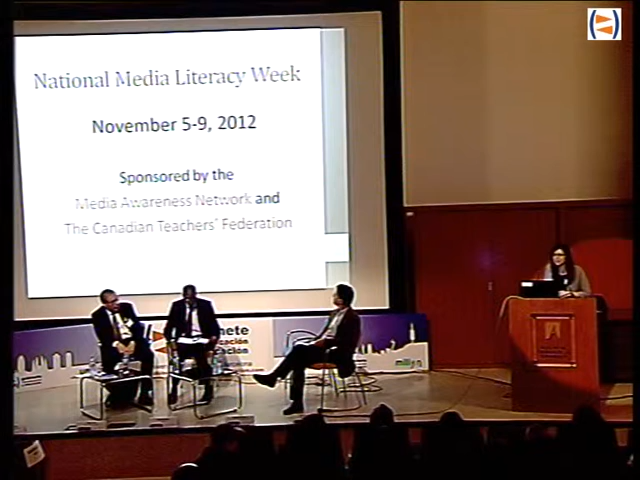 National Media Literacy Week
November 5-9, 2012
Sponsored by the
Media Awareness Network and
The Canadian Teachers' Federation